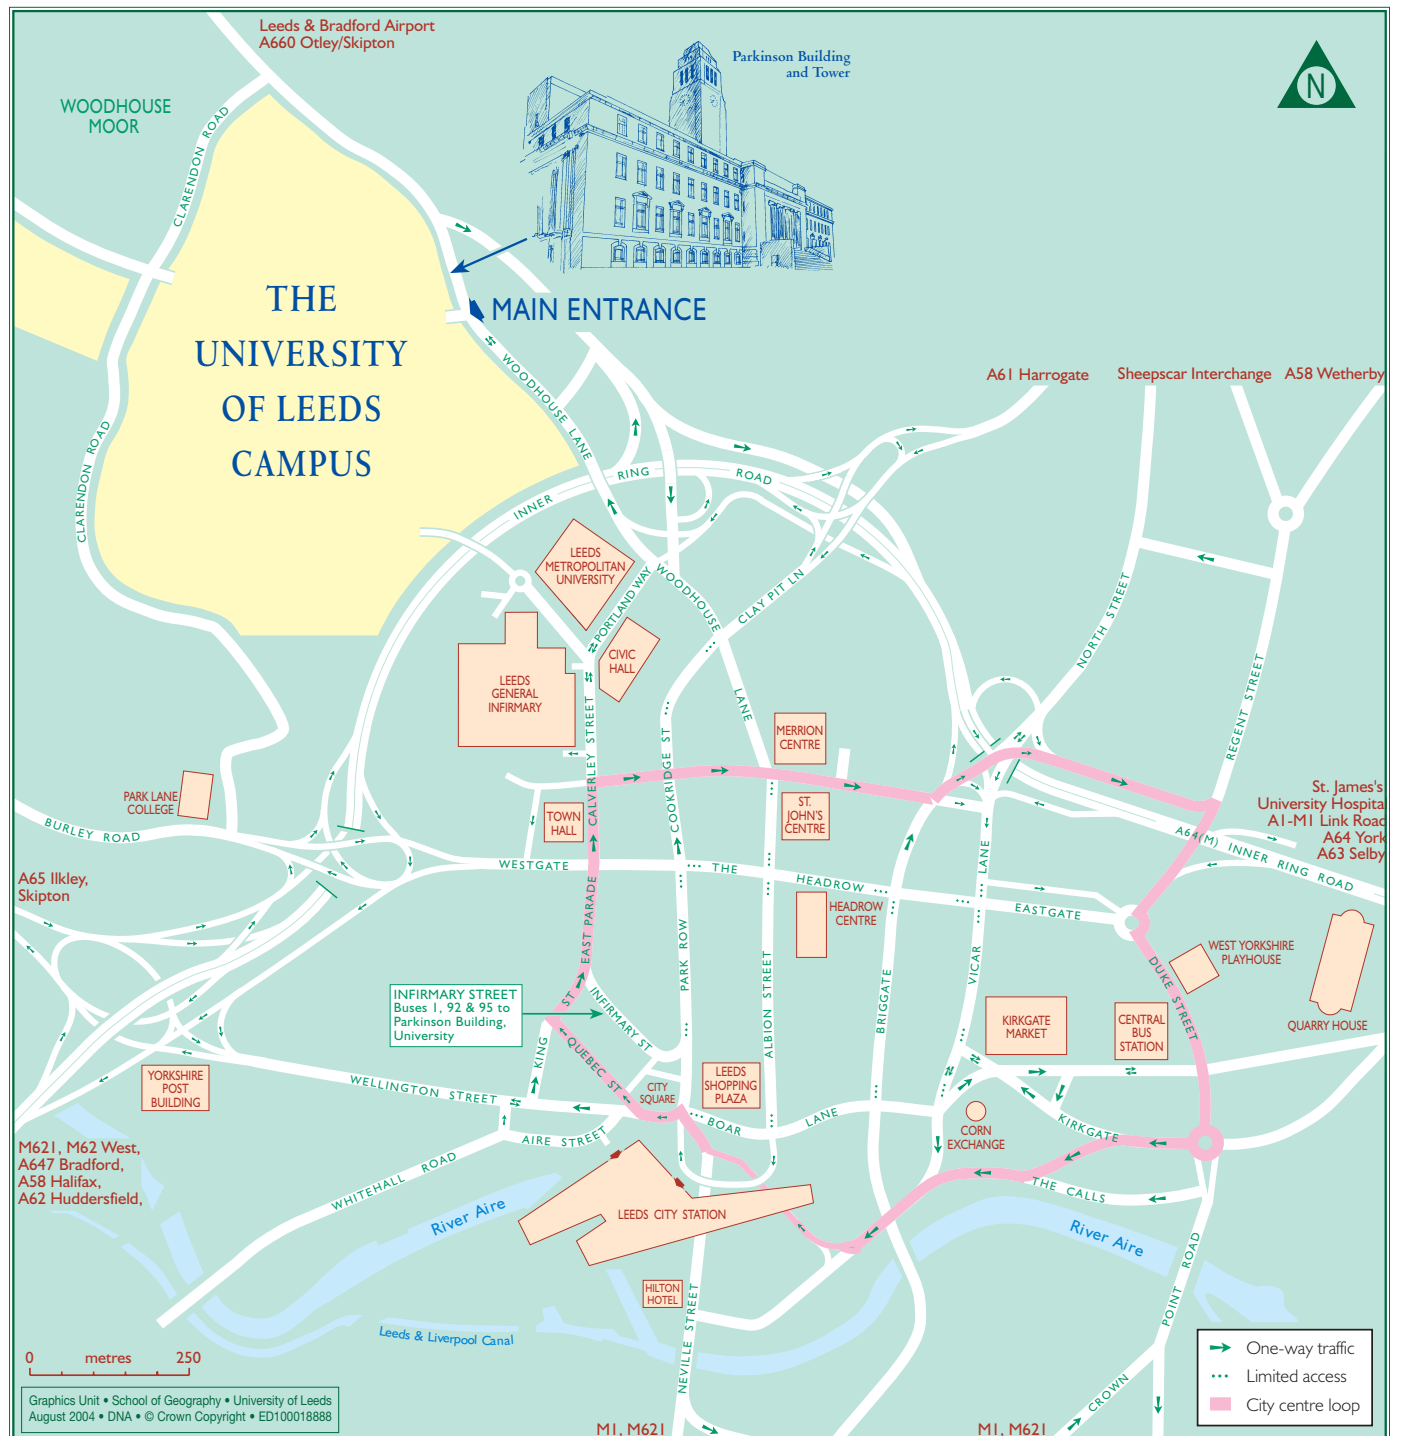 Leeds & Bradford Airport
A660 Otley/Skipton
Parkinson Building
and Tower
N
WOODHOUSE
MOOR
CLARENDON ROAD
THE
UNIVERSITY
OF LEEDS
CAMPUS
MAIN ENTRANCE
WOODHOUSE LANE
A61 Harrogate
Sheepscar Interchange
A58 Wetherby
CLARENDON ROAD
INNER RING ROAD
LEEDS
METROPOLITAN
UNIVERSITY
PORTLAND WAY
WOODHOUSE LANE
CLAY PIT LN
NORTH STREET
REGENT STREET
CIVIC
HALL
LEEDS
GENERAL
INFIRMARY
CALVERLEY STREET
COOKRIDGE ST
MERRION
CENTRE
ST.
JOHN'S
CENTRE
TOWN
HALL
PARK LANE
COLLEGE
BURLEY ROAD
St. James's
University Hospita
A1-M1 Link Road
A64 York
A63 Selby
A64(M) INNER RING ROAD
A65 Ilkley,
Skipton
WESTGATE
THE HEADROW
EASTGATE
HEADROW
CENTRE
EAST PARADE
PARK ROW
ALBION STREET
BRIGGATE
VICAR LANE
DUKE STREET
WEST YORKSHIRE
PLAYHOUSE
QUARRY HOUSE
INFIRMARY STREET
Buses 1, 92 & 95 to
Parkinson Building,
University
INFIRMARY ST
KING ST
QUEBEC ST
KIRKGATE
MARKET
CENTRAL
BUS
STATION
YORKSHIRE
POST
BUILDING
WELLINGTON STREET
CITY
SQUARE
LEEDS
SHOPPING
PLAZA
BOAR LANE
CORN
EXCHANGE
KIRKGATE
AIRE STREET
WHITEHALL ROAD
M621, M62 West,
A647 Bradford,
A58 Halifax,
A62 Huddersfield,
River Aire
LEEDS CITY STATION
THE CALLS
River Aire
POINT ROAD
HILTON
HOTEL
NEVILLE STREET
Leeds & Liverpool Canal
CROWN
0 metres 250
Graphics Unit • School of Geography • University of Leeds
August 2004 • DNA • © Crown Copyright • ED100018888
M1, M621
M1, M621
One-way traffic
Limited access
City centre loop